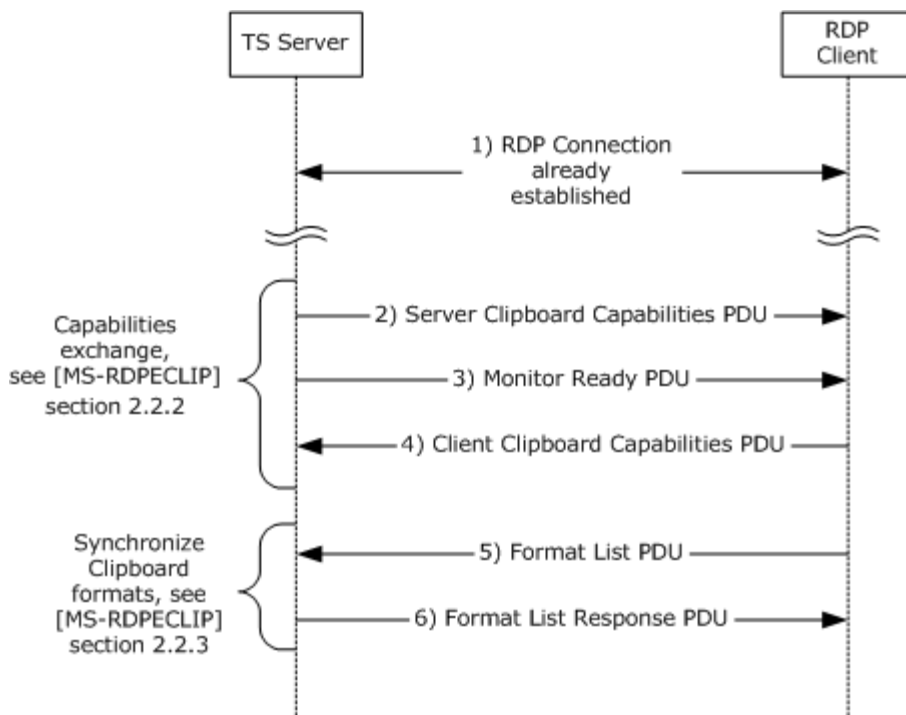 TS Server
RDP
Client
1) RDP Connection
already
established
Capabilities
exchange,
see [MS-RDPECLIP]
section 2.2.2
2) Server Clipboard Capabilities PDU
3) Monitor Ready PDU
4) Client Clipboard Capabilities PDU
Synchronize
Clipboard
formats, see
[MS-RDPECLIP]
section 2.2.3
5) Format List PDU
6) Format List Response PDU